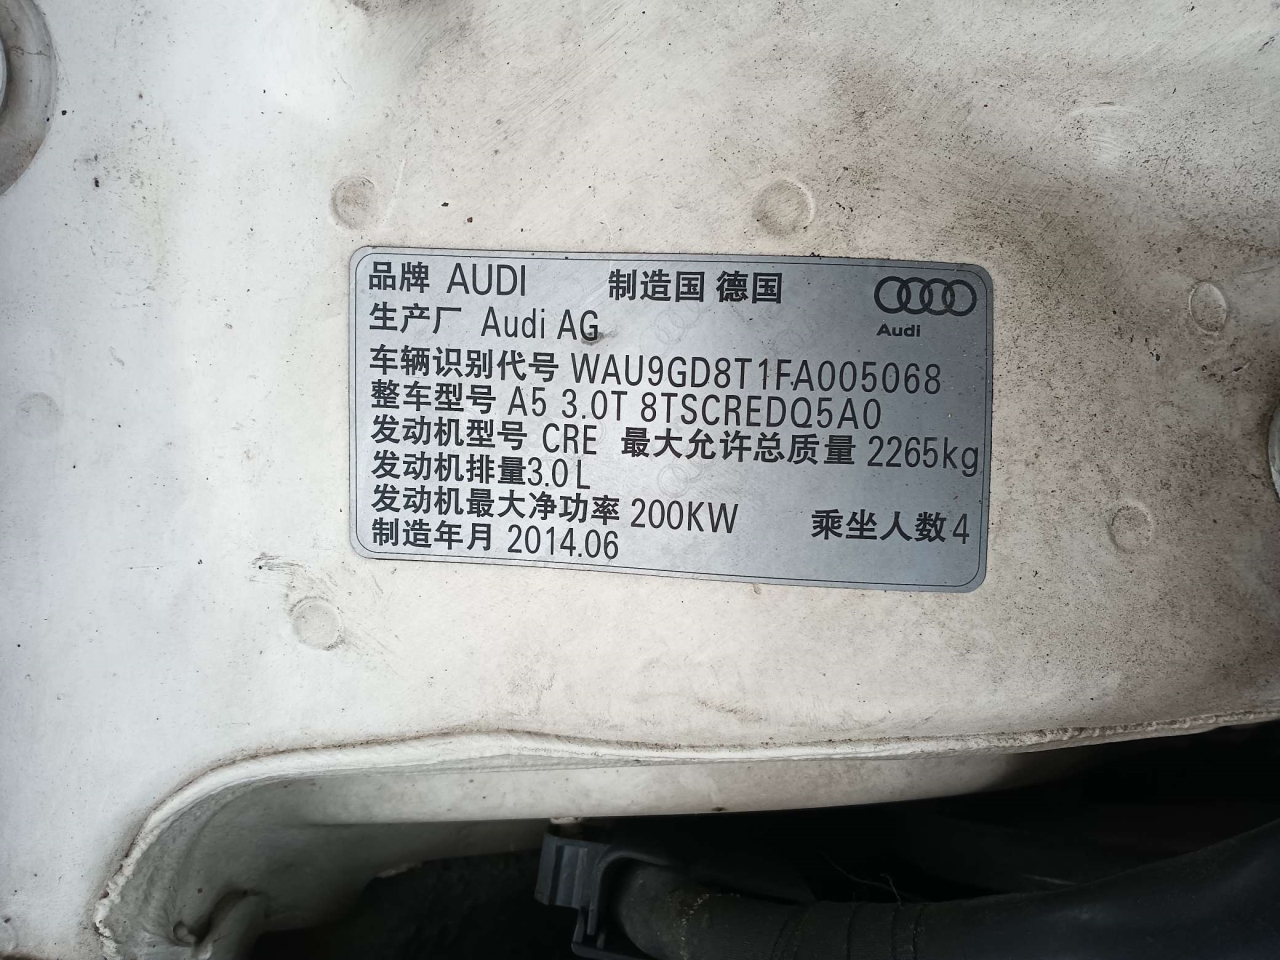 品牌 AUDI 制造国 德国
Audi
生产厂 Audi AG
车辆识别代号 WAU9GD8T1FA005068
整车型号 A5 3.0T 8TSCREDQ5A0
发动机型号 CRE 最大允许总质量 2265kg
发动机排量3.0L
发动机最大净功率 200KW 乘坐人数4
制造年月 2014.06